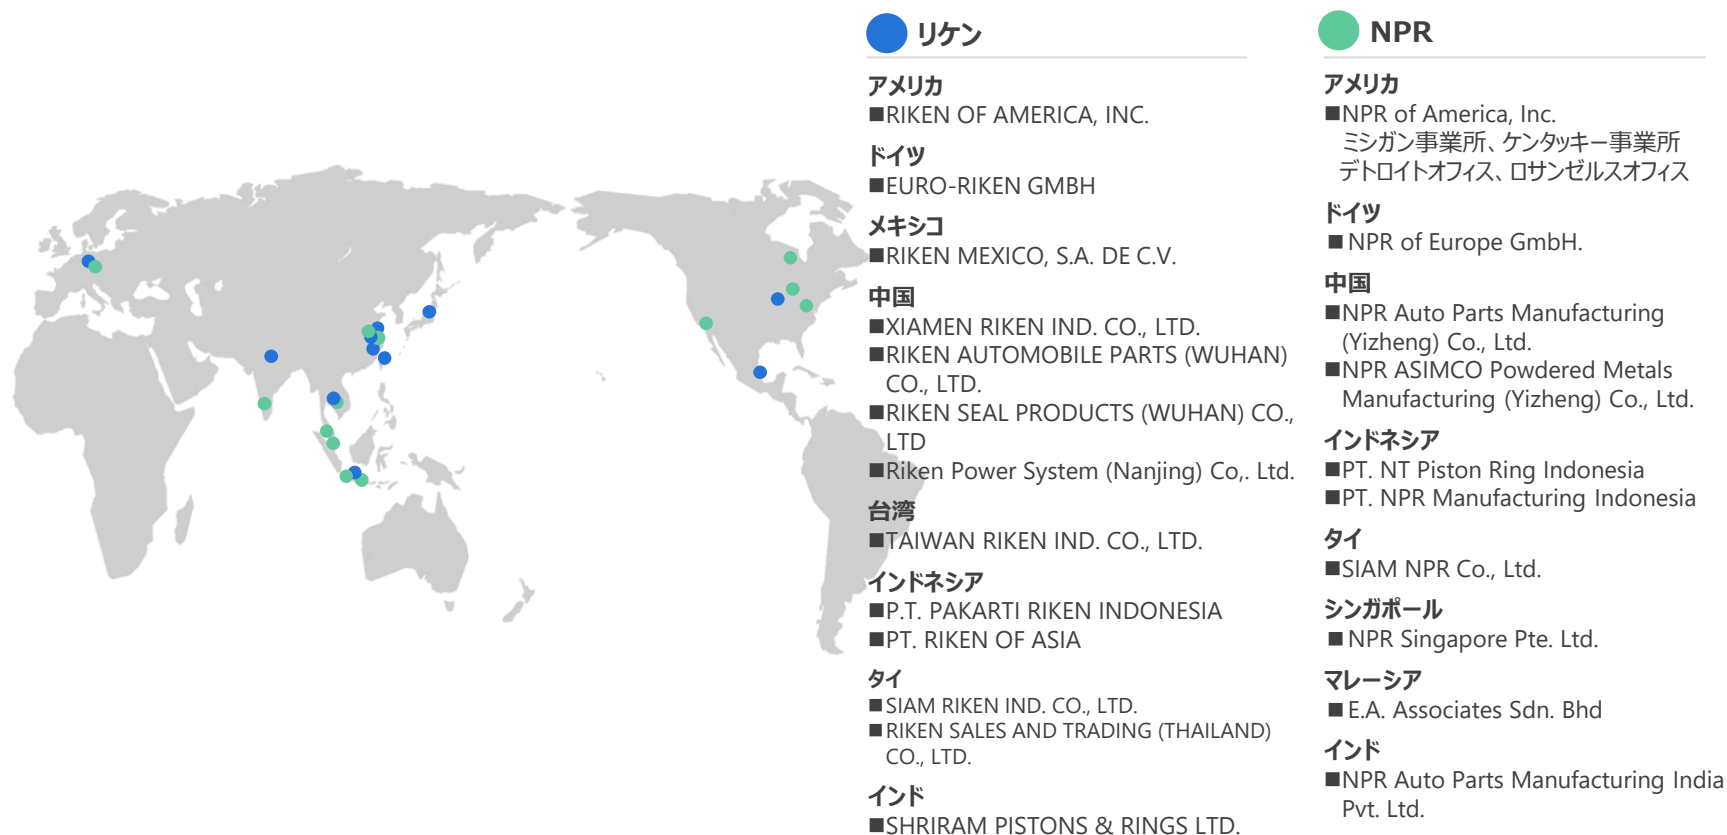 リケン
アメリカ
■RIKEN OF AMERICA, INC.
ドイツ
■EURO-RIKEN GMBH
メキシコ
■RIKEN MEXICO, S.A. DE C.V.
中国
■XIAMEN RIKEN IND. CO., LTD.
■RIKEN AUTOMOBILE PARTS (WUHAN)
CO., LTD.
■RIKEN SEAL PRODUCTS (WUHAN) CO.,
LTD
■Riken Power System (Nanjing) Co,. Ltd.
台湾
■TAIWAN RIKEN IND. CO., LTD.
インドネシア
■P.T. PAKARTI RIKEN INDONESIA
■PT. RIKEN OF ASIA
タイ
■SIAM RIKEN IND. CO., LTD.
■RIKEN SALES AND TRADING (THAILAND)
CO., LTD.
インド
■SHRIRAM PISTONS & RINGS LTD.
NPR
アメリカ
■NPR of America, Inc.
ミシガン事業所、ケンタッキー事業所
デトロイトオフィス、ロサンゼルスオフィス
ドイツ
■NPR of Europe GmbH.
中国
■NPR Auto Parts Manufacturing
(Yizheng) Co., Ltd.
■NPR ASIMCO Powdered Metals
Manufacturing (Yizheng) Co., Ltd.
インドネシア
■PT. NT Piston Ring Indonesia
■PT. NPR Manufacturing Indonesia
タイ
■SIAM NPR Co., Ltd.
シンガポール
■NPR Singapore Pte. Ltd.
マレーシア
■E.A. Associates Sdn. Bhd
インド
■NPR Auto Parts Manufacturing India
Pvt. Ltd.